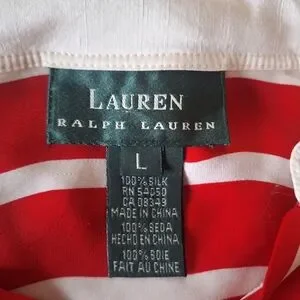 LAUREN
RALPH LAUREN
L
100% SILK
RN 54050
CA 08349
MADE IN CHINA
100% SEDA
HECHO EN CHINA
100% SOIE
FAIT AU CHINE